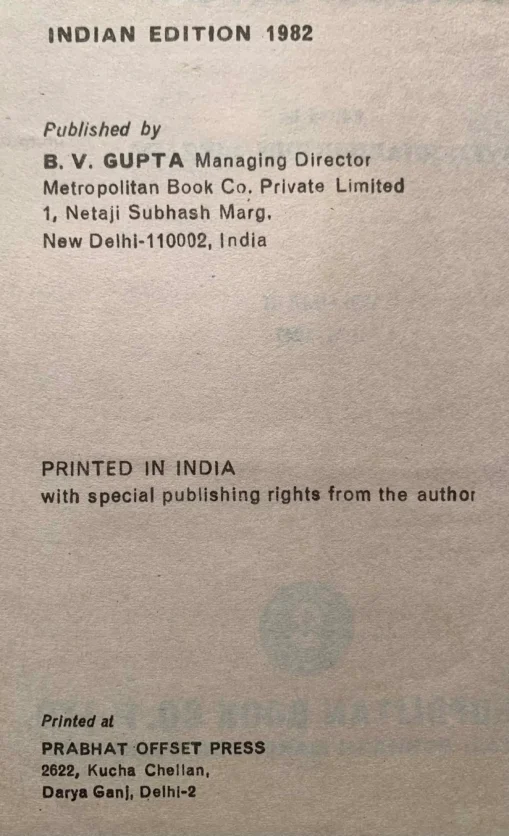 INDIAN EDITION 1982
Published by
B. V. GUPTA Managing Director
Metropolitan Book Co. Private Limited
1, Netaji Subhash Marg.
New Delhi-110002, India
PRINTED IN INDIA
with special publishing rights from the author
Printed at
PRABHAT OFFSET PRESS
2622, Kucha Chellan,
Darya Ganj, Delhi-2